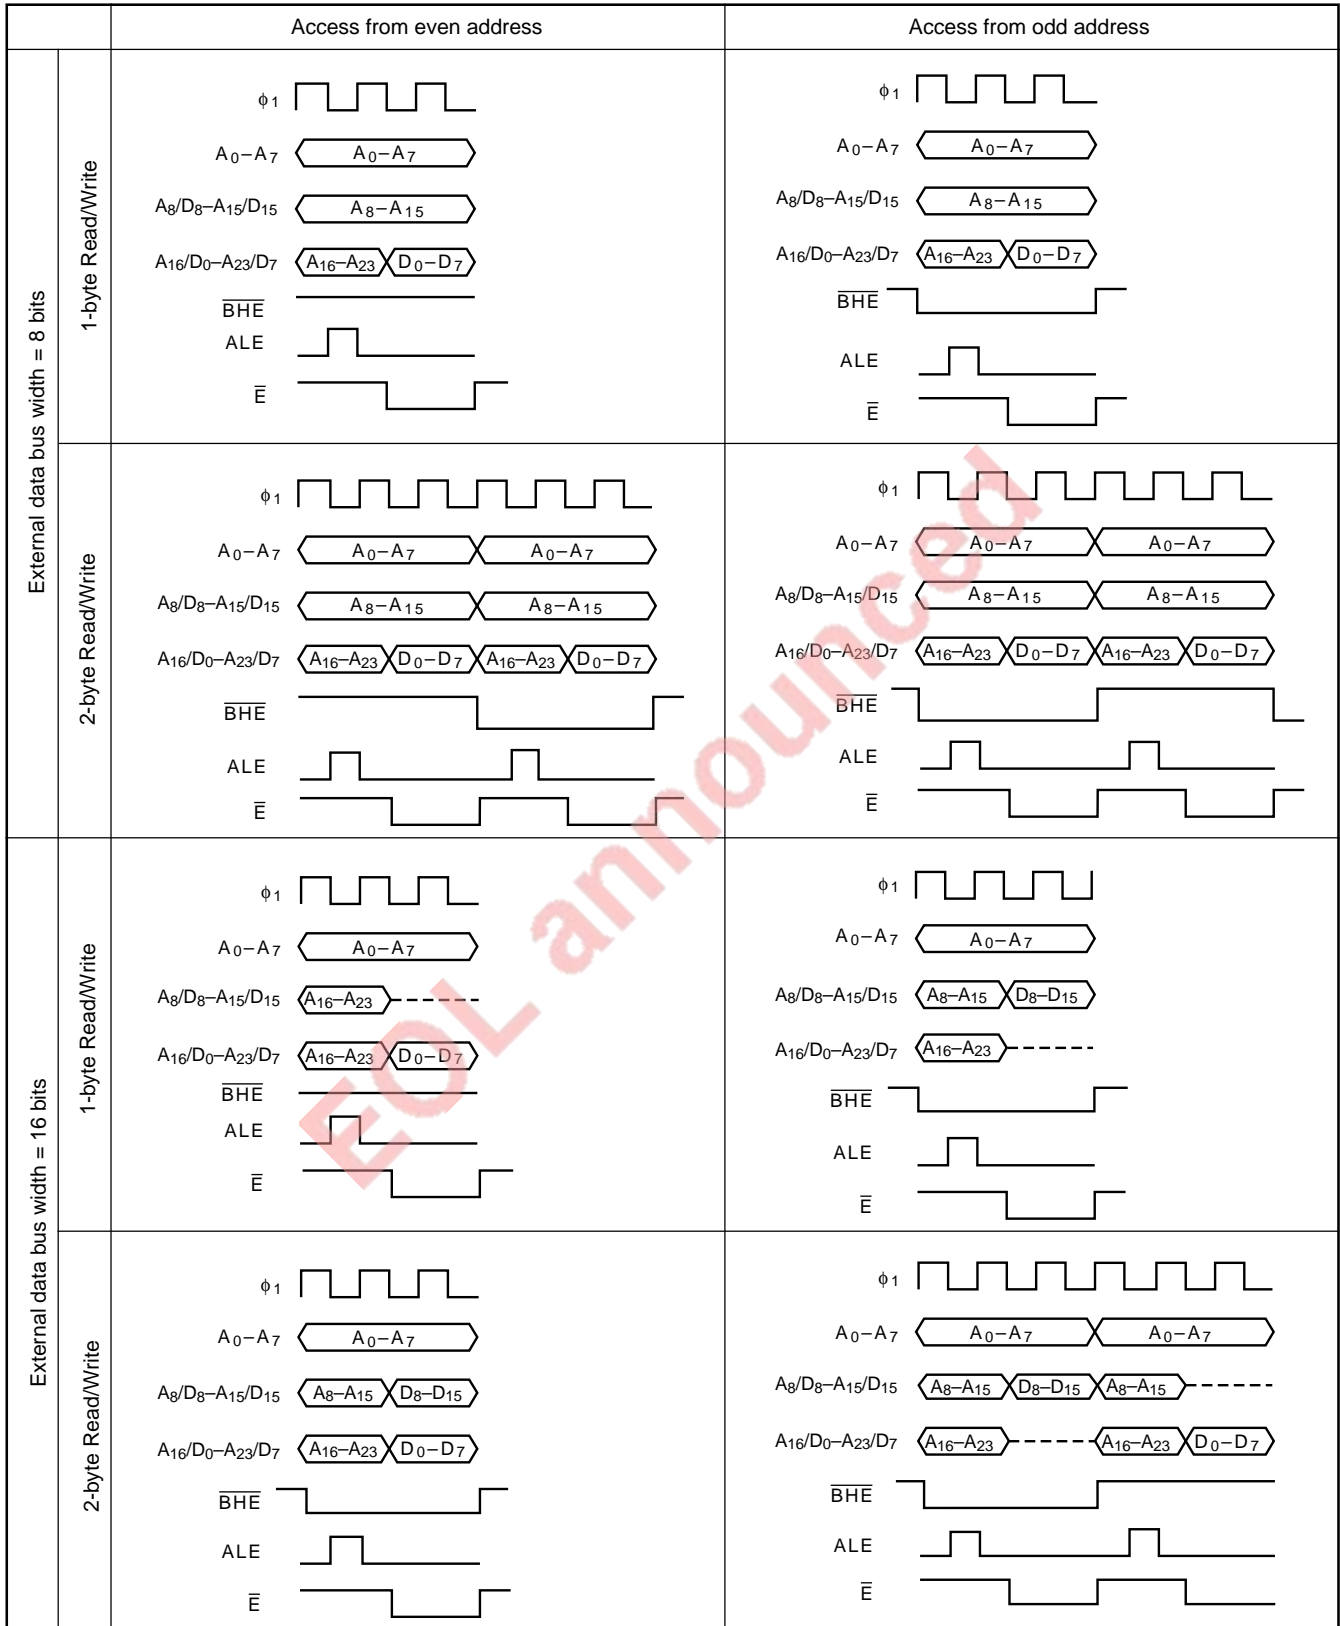 Access from even address
Access from odd address
External data bus width = 8 bits
1-byte Read/Write
φ1
A0–A7
A0–A7
A8/D8–A15/D15
A8–A15
A16/D0–A23/D7
A16–A23 D0–D7
BHE
ALE
E
φ1
A0–A7
A0–A7
A8/D8–A15/D15
A8–A15
A16/D0–A23/D7
A16–A23 D0–D7
BHE
ALE
E
2-byte Read/Write
φ1
A0–A7
A0–A7 A0–A7
A8/D8–A15/D15
A8–A15 A8–A15
A16/D0–A23/D7
A16–A23 D0–D7 A16–A23 D0–D7
BHE
ALE
E
φ1
A0–A7
A0–A7 A0–A7
A8/D8–A15/D15
A8–A15 A8–A15
A16/D0–A23/D7
A16–A23 D0–D7 A16–A23 D0–D7
BHE
ALE
E
External data bus width = 16 bits
1-byte Read/Write
φ1
A0–A7
A0–A7
A8/D8–A15/D15
A16–A23
A16/D0–A23/D7
A16–A23 D0–D7
BHE
ALE
E
φ1
A0–A7
A0–A7
A8/D8–A15/D15
A8–A15 D8–D15
A16/D0–A23/D7
A16–A23
BHE
ALE
E
2-byte Read/Write
φ1
A0–A7
A0–A7
A8/D8–A15/D15
A8–A15 D8–D15
A16/D0–A23/D7
A16–A23 D0–D7
BHE
ALE
E
φ1
A0–A7
A0–A7 A0–A7
A8/D8–A15/D15
A8–A15 D8–D15 A8–A15
A16/D0–A23/D7
A16–A23 A16–A23 D0–D7
BHE
ALE
E
EOL announced